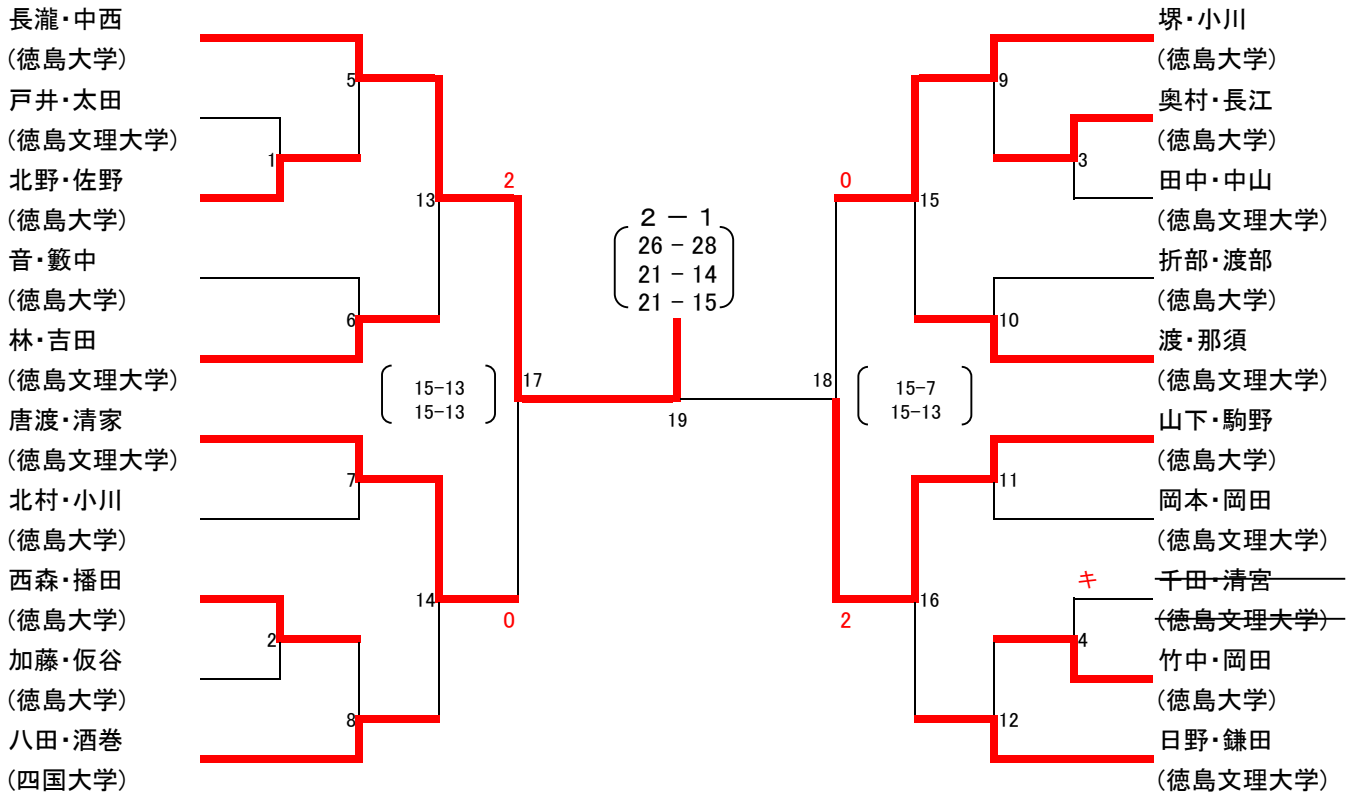 長瀧・中西
(徳島大学)
戸井・太田
(徳島文理大学)
北野・佐野
(徳島大学)
音・籔中
(徳島大学)
林・吉田
(徳島文理大学)
唐渡・清家
(徳島文理大学)
北村・小川
(徳島大学)
西森・播田
(徳島大学)
加藤・仮谷
(徳島大学)
八田・酒巻
(四国大学)
1
2
5
6
7
8
13
14
2
0
17
15-13
15-13
2 － 1
26 － 28
21 － 14
21 － 15
19
18
15-7
15-13
0
2
15
16
9
10
11
12
3
4
キ
堺・小川
(徳島大学)
奥村・長江
(徳島大学)
田中・中山
(徳島文理大学)
折部・渡部
(徳島大学)
渡・那須
(徳島文理大学)
山下・駒野
(徳島大学)
岡本・岡田
(徳島文理大学)
千田・清宮
(徳島文理大学)
竹中・岡田
(徳島大学)
日野・鎌田
(徳島文理大学)